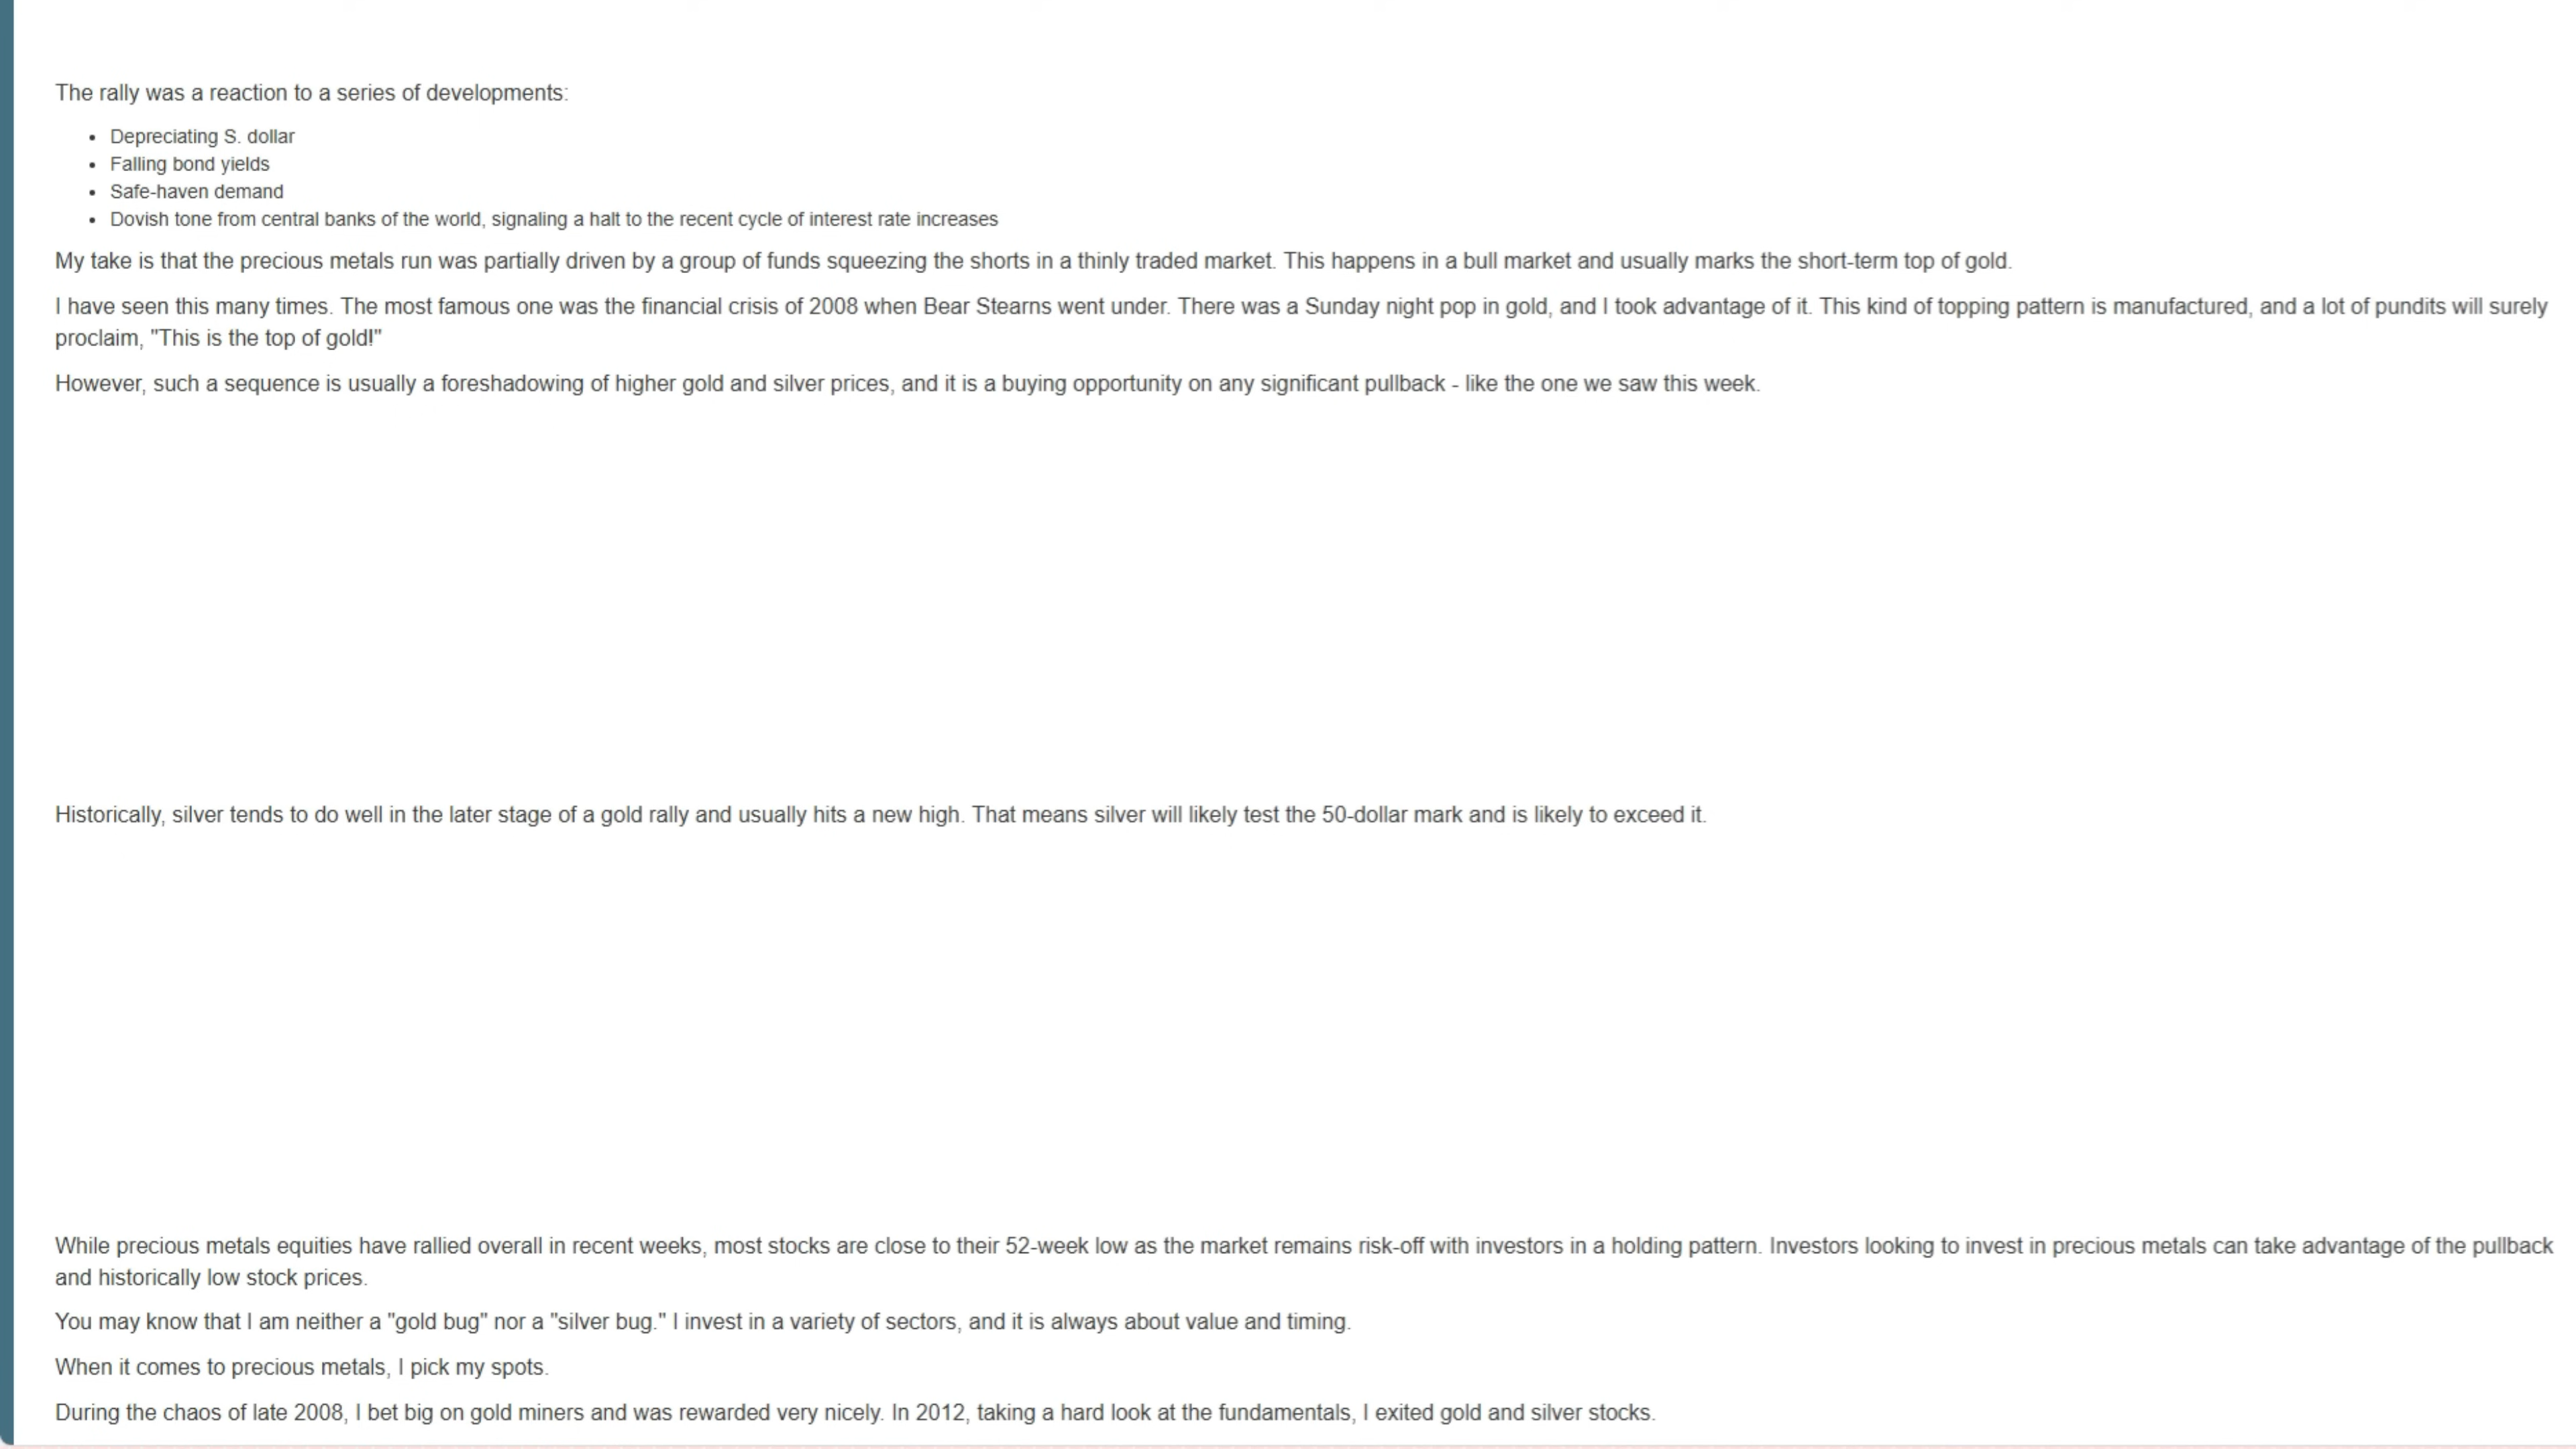 The rally was a reaction to a series of developments:
• Depreciating S. dollar
• Falling bond yields
• Safe-haven demand
• Dovish tone from central banks of the world, signaling a halt to the recent cycle of interest rate increases
My take is that the precious metals run was partially driven by a group of funds squeezing the shorts in a thinly traded market. This happens in a bull market and usually marks the short-term top of gold.
I have seen this many times. The most famous one was the financial crisis of 2008 when Bear Stearns went under. There was a Sunday night pop in gold, and I took advantage of it. This kind of topping pattern is manufactured, and a lot of pundits will surely
proclaim, "This is the top of gold!"
However, such a sequence is usually a foreshadowing of higher gold and silver prices, and it is a buying opportunity on any significant pullback - like the one we saw this week.
Historically, silver tends to do well in the later stage of a gold rally and usually hits a new high. That means silver will likely test the 50-dollar mark and is likely to exceed it.
While precious metals equities have rallied overall in recent weeks, most stocks are close to their 52-week low as the market remains risk-off with investors in a holding pattern. Investors looking to invest in precious metals can take advantage of the pullback
and historically low stock prices.
You may know that I am neither a "gold bug" nor a "silver bug." I invest in a variety of sectors, and it is always about value and timing.
When it comes to precious metals, I pick my spots.
During the chaos of late 2008, I bet big on gold miners and was rewarded very nicely. In 2012, taking a hard look at the fundamentals, I exited gold and silver stocks.